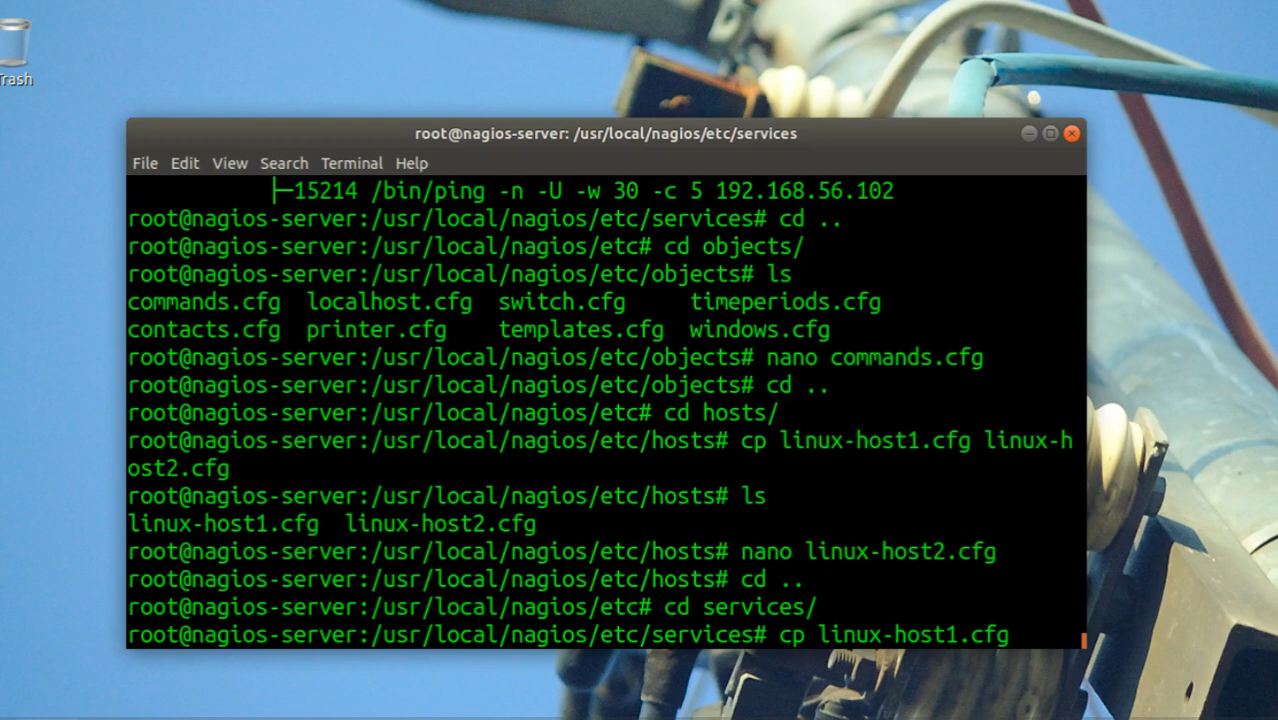 Trash
root@nagios-server: /usr/local/nagios/etc/services
File Edit View Search Terminal Help
├─15214 /bin/ping -n -U -w 30 -c 5 192.168.56.102
root@nagios-server:/usr/local/nagios/etc/services# cd ..
root@nagios-server:/usr/local/nagios/etc# cd objects/
root@nagios-server:/usr/local/nagios/etc/objects# ls
commands.cfg localhost.cfg switch.cfg timeperiods.cfg
contacts.cfg printer.cfg templates.cfg windows.cfg
root@nagios-server:/usr/local/nagios/etc/objects# nano commands.cfg
root@nagios-server:/usr/local/nagios/etc/objects# cd ..
root@nagios-server:/usr/local/nagios/etc# cd hosts/
root@nagios-server:/usr/local/nagios/etc/hosts# cp linux-host1.cfg linux-h
ost2.cfg
root@nagios-server:/usr/local/nagios/etc/hosts# ls
linux-host1.cfg linux-host2.cfg
root@nagios-server:/usr/local/nagios/etc/hosts# nano linux-host2.cfg
root@nagios-server:/usr/local/nagios/etc/hosts# cd ..
root@nagios-server:/usr/local/nagios/etc# cd services/
root@nagios-server:/usr/local/nagios/etc/services# cp linux-host1.cfg